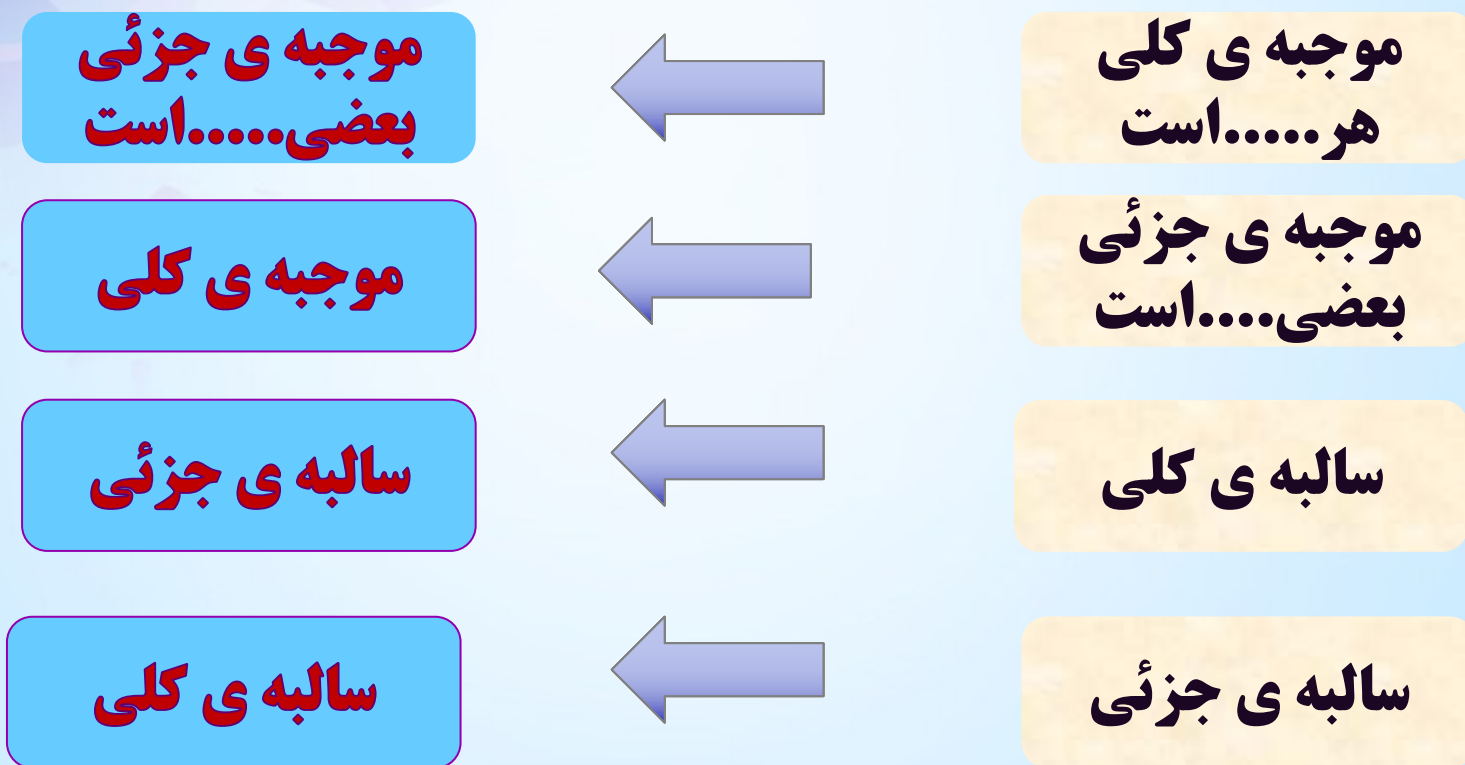 موجبه ی کلی
هر.....است
موجبه ی جزئی
بعضی.....است
موجبه ی جزئی
بعضی....است
موجبه ی کلی
سالبه ی کلی
سالبه ی جزئی
سالبه ی جزئی
سالبه ی کلی